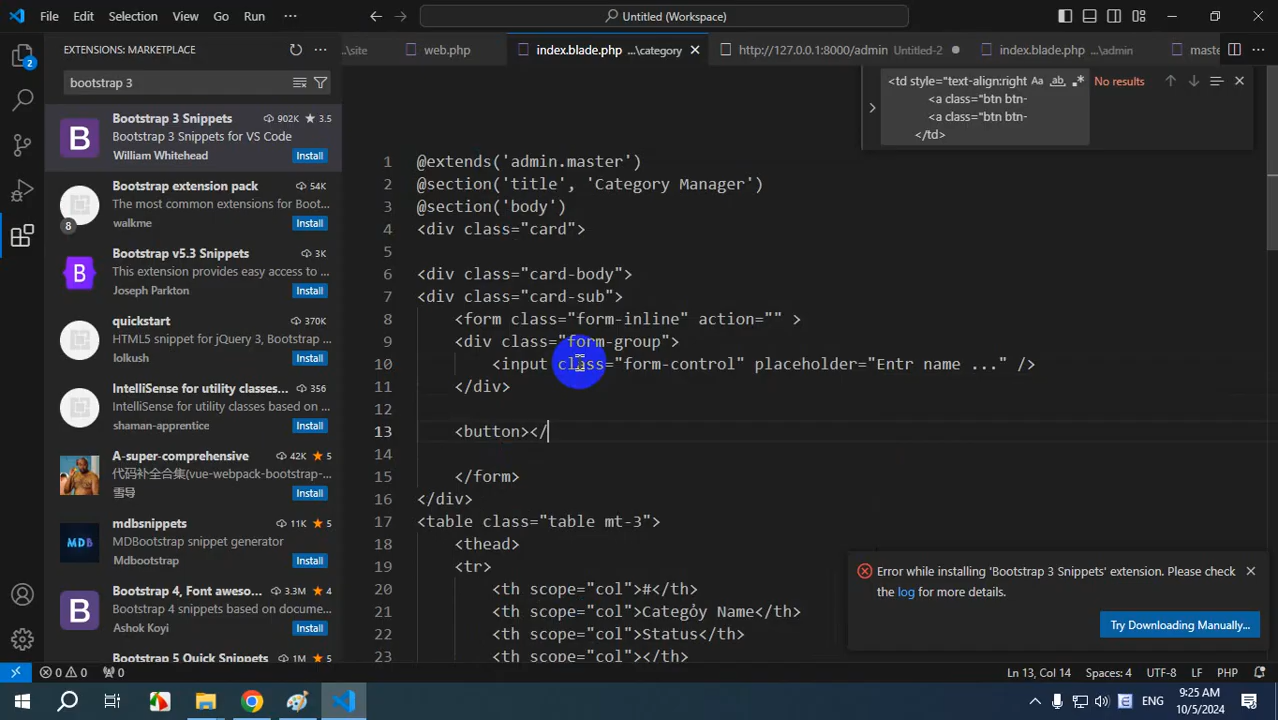 File Edit Selection View Go Run ··· Untitled (Workspace)
EXTENSIONS: MARKETPLACE
...\site web.php index.blade.php ...\category http://127.0.0.1:8000/admin Untitled-2 index.blade.php ...\admin maste
bootstrap 3
<td style="text-align:right
<a class="btn btn-
<a class="btn btn-
</td>
Aa ab .*
No results
Bootstrap 3 Snippets 902K ★ 3.5
Bootstrap 3 Snippets for VS Code
William Whitehead Install
Bootstrap extension pack 54K
The most common extensions for Boot...
walkme Install
8
Bootstrap v5.3 Snippets 3K
This extension provides easy access to ...
Joseph Parkton Install
quickstart 370K
HTML5 snippet for jQuery 3, Bootstrap ...
lolkush Install
IntelliSense for utility classes... 356
IntelliSense for utility classes based on ...
shaman-apprentice Install
A-super-comprehensive 42K ★ 5
代码补全合集(vue-webpack-bootstrap-...
雪导 Install
mdbsnippets 11K ★ 5
MDBootstrap snippet generator
Mdbootstrap Install
Bootstrap 4, Font aweso... 3.3M ★ 4
Bootstrap 4 snippets based on docume...
Ashok Koyi Install
Bootstrap 5 Quick Snippets 110K ★ 5
2
1 @extends('admin.master')
2 @section('title', 'Category Manager')
3 @section('body')
4 <div class="card">
5
6 <div class="card-body">
7 <div class="card-sub">
8 <form class="form-inline" action="" >
9 <div class="form-group">
10 <input class="form-control" placeholder="Entr name ..." />
11 </div>
12
13 <button></
14
15 </form>
16 </div>
17 <table class="table mt-3">
18 <thead>
19 <tr>
20 <th scope="col">#</th>
21 <th scope="col">Categỏy Name</th>
22 <th scope="col">Status</th>
23 <th scope="col"></th>
Error while installing 'Bootstrap 3 Snippets' extension. Please check
the log for more details.
Try Downloading Manually...
0 0 0 Ln 13, Col 14 Spaces: 4 UTF-8 LF PHP
ENG
9:25 AM
10/5/2024